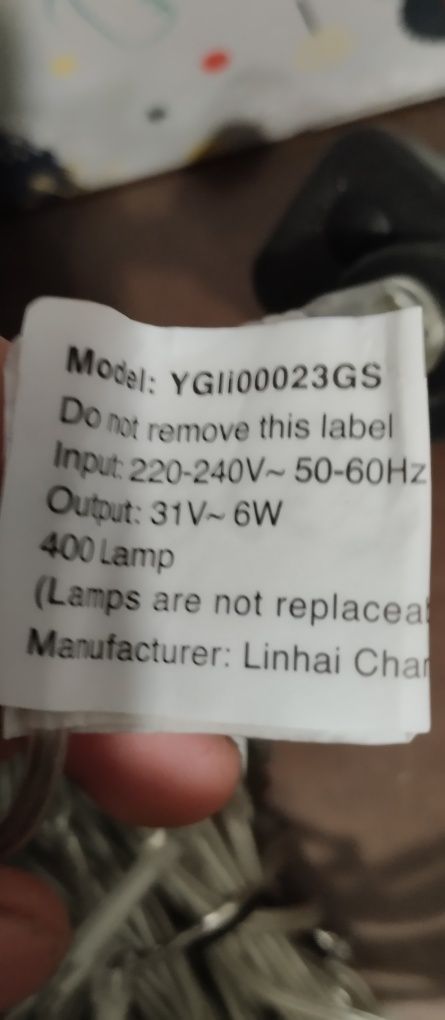 Model: YGli00023GS
Do not remove this label
Input: 220-240V~ 50-60Hz
Output: 31V~ 6W
400 Lamp
(Lamps are not
Manufacturer: Linhai